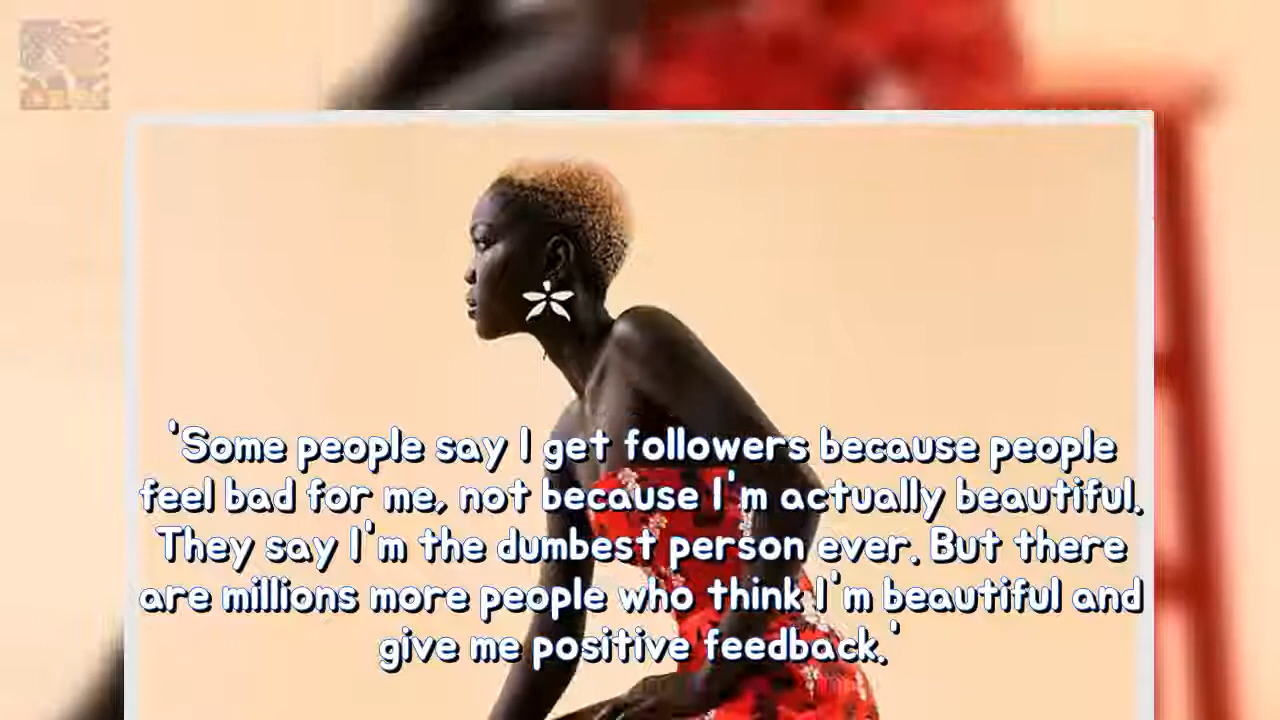 'Some people say I get followers because people
feel bad for me, not because I'm actually beautiful.
They say I'm the dumbest person ever. But there
are millions more people who think I'm beautiful and
give me positive feedback.'